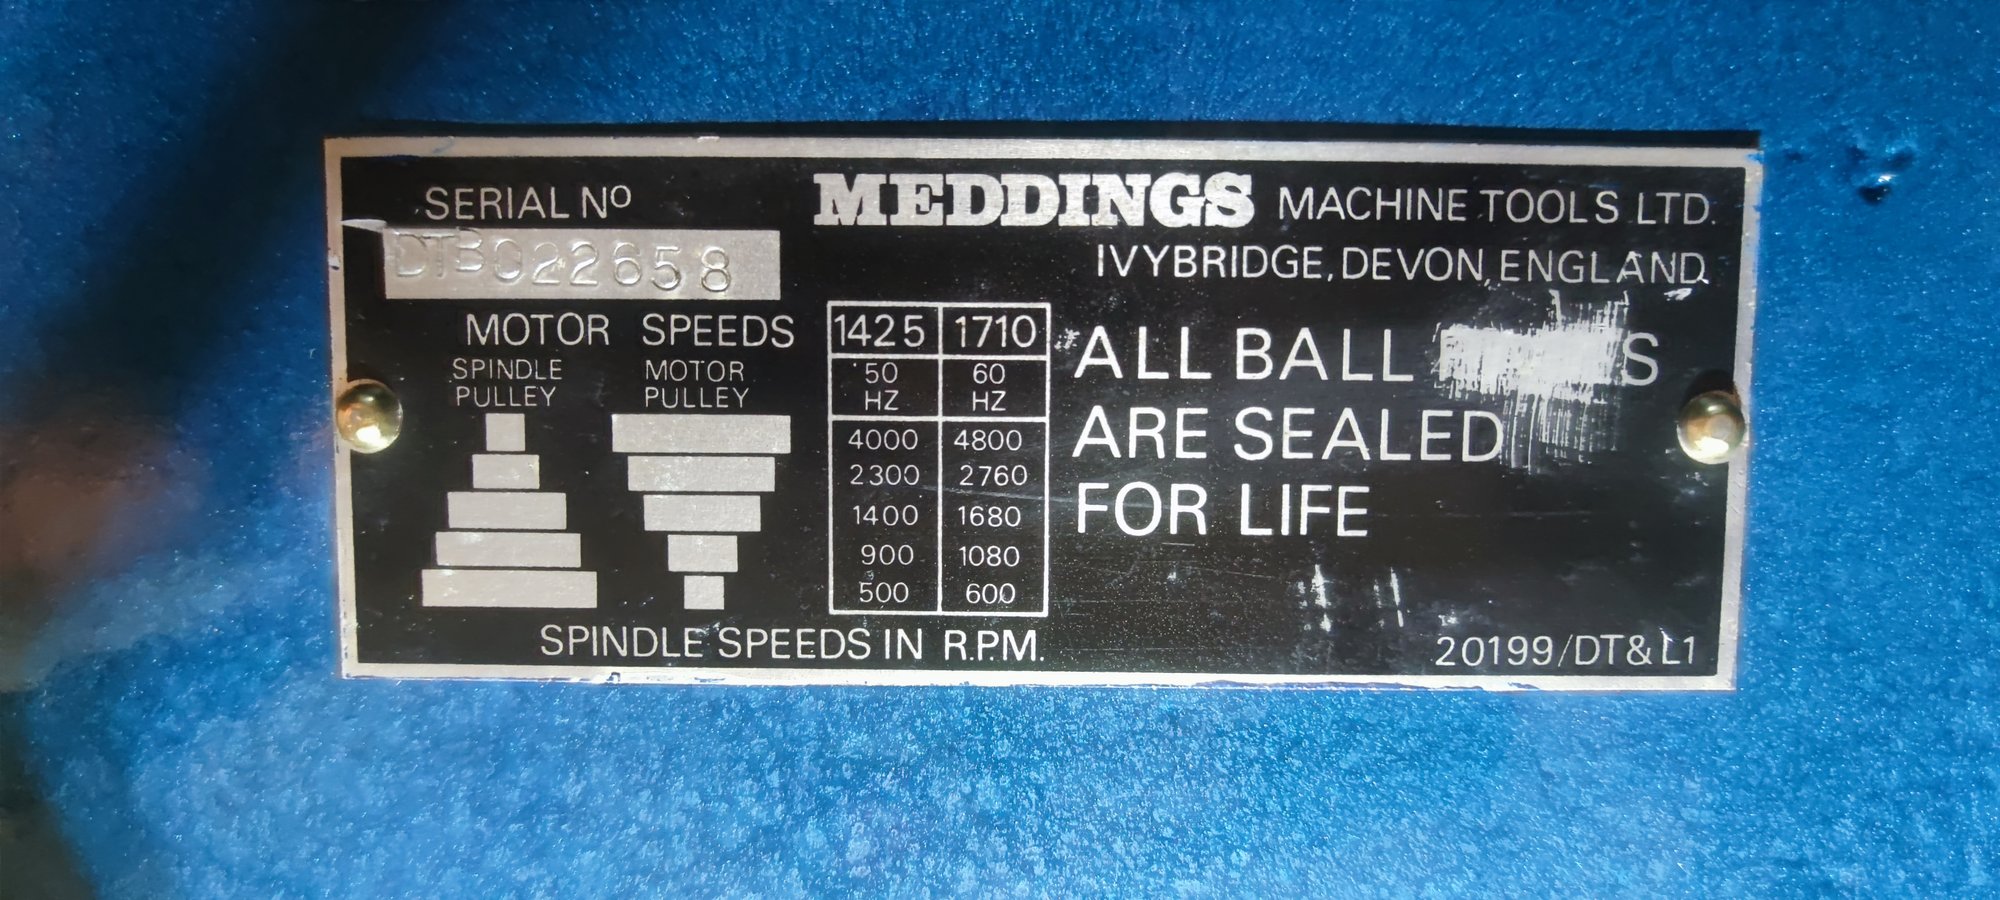 SERIAL Nº
DTB022658
MEDDINGS MACHINE TOOLS LTD.
IVYBRIDGE, DEVON, ENGLAND.
MOTOR SPEEDS
SPINDLE PULLEY
MOTOR PULLEY
1425 1710
50 HZ 60 HZ
4000 4800
2300 2760
1400 1680
900 1080
500 600
SPINDLE SPEEDS IN R.P.M.
ALL BALL
ARE SEALED
FOR LIFE
20199/DT&L1